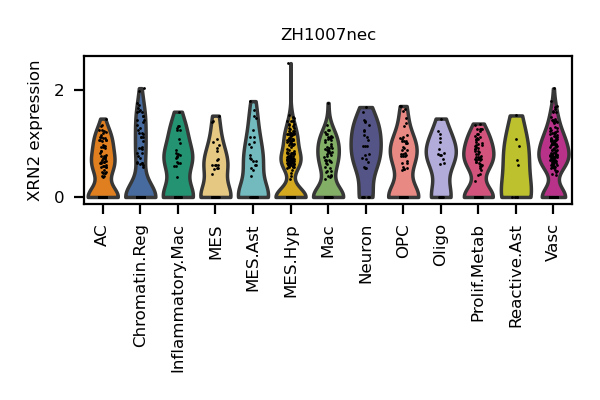 ZH1007nec
XRN2 expression
2
0
AC
Chromatin.Reg
Inflammatory.Mac
MES
MES.Ast
MES.Hyp
Mac
Neuron
OPC
Oligo
Prolif.Metab
Reactive.Ast
Vasc